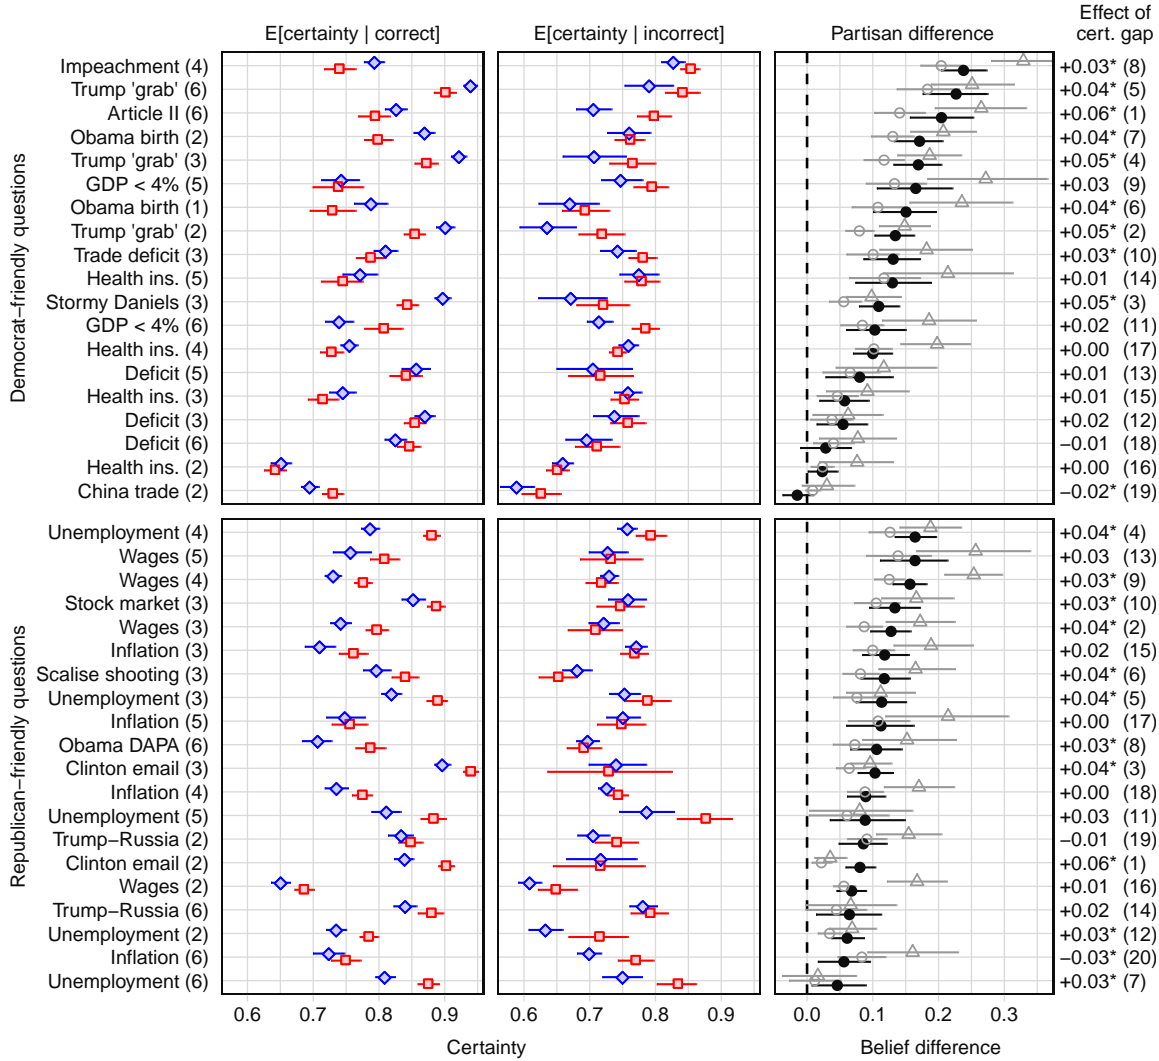 Effect of
E[certainty | correct] E[certainty | incorrect] Partisan difference cert. gap
Democrat−friendly questions
Impeachment (4) +0.03* (8)
Trump 'grab' (6) +0.04* (5)
Article II (6) +0.06* (1)
Obama birth (2) +0.04* (7)
Trump 'grab' (3) +0.05* (4)
GDP < 4% (5) +0.03 (9)
Obama birth (1) +0.04* (6)
Trump 'grab' (2) +0.05* (2)
Trade deficit (3) +0.03* (10)
Health ins. (5) +0.01 (14)
Stormy Daniels (3) +0.05* (3)
GDP < 4% (6) +0.02 (11)
Health ins. (4) +0.00 (17)
Deficit (5) +0.01 (13)
Health ins. (3) +0.01 (15)
Deficit (3) +0.02 (12)
Deficit (6) −0.01 (18)
Health ins. (2) +0.00 (16)
China trade (2) −0.02* (19)
Republican−friendly questions
Unemployment (4) +0.04* (4)
Wages (5) +0.03 (13)
Wages (4) +0.03* (9)
Stock market (3) +0.03* (10)
Wages (3) +0.04* (2)
Inflation (3) +0.02 (15)
Scalise shooting (3) +0.04* (6)
Unemployment (3) +0.04* (5)
Inflation (5) +0.00 (17)
Obama DAPA (6) +0.03* (8)
Clinton email (3) +0.04* (3)
Inflation (4) +0.00 (18)
Unemployment (5) +0.03 (11)
Trump−Russia (2) −0.01 (19)
Clinton email (2) +0.06* (1)
Wages (2) +0.01 (16)
Trump−Russia (6) +0.02 (14)
Unemployment (2) +0.03* (12)
Inflation (6) −0.03* (20)
Unemployment (6) +0.03* (7)
0.6 0.7 0.8 0.9 0.6 0.7 0.8 0.9 0.0 0.1 0.2 0.3
Certainty Belief difference